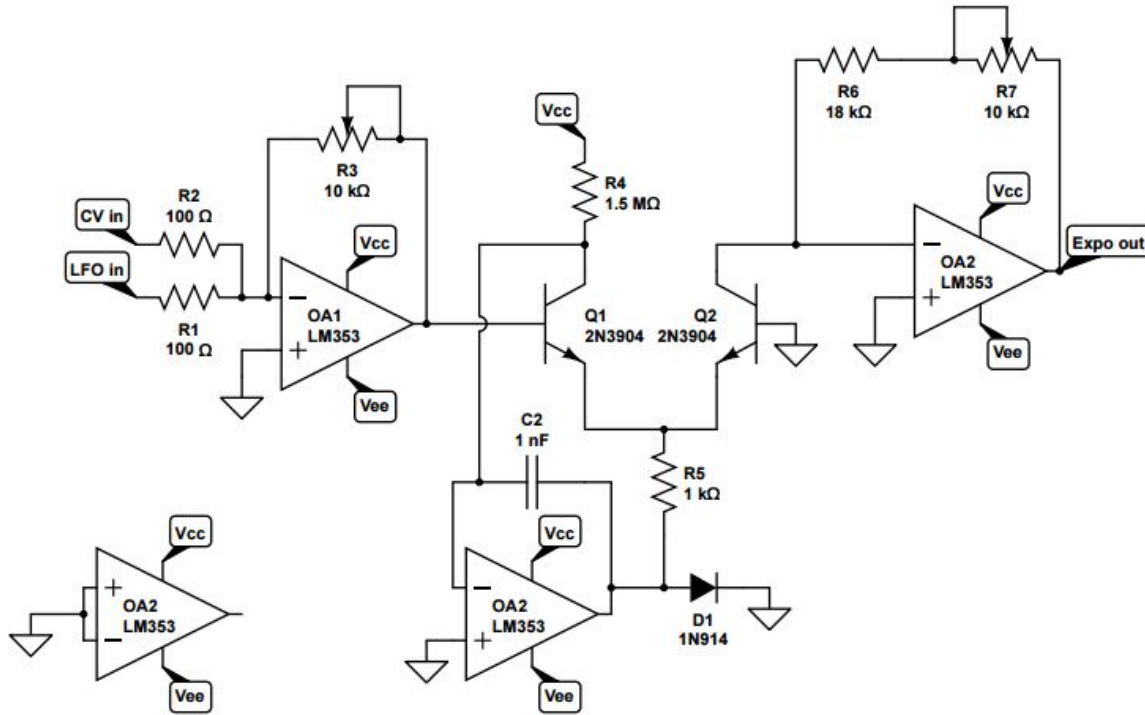 R6
18 kΩ
R7
10 kΩ
Vcc
R3
10 kΩ
R4
1.5 MΩ
R2
100 Ω
CV in
LFO in
R1
100 Ω
Vcc
−
+
OA1
LM353
Vee
Q1
2N3904
Q2
2N3904
Vcc
−
+
OA2
LM353
Vee
Expo out
C2
1 nF
R5
1 kΩ
Vcc
+
−
OA2
LM353
Vee
Vcc
−
+
OA2
LM353
Vee
D1
1N914